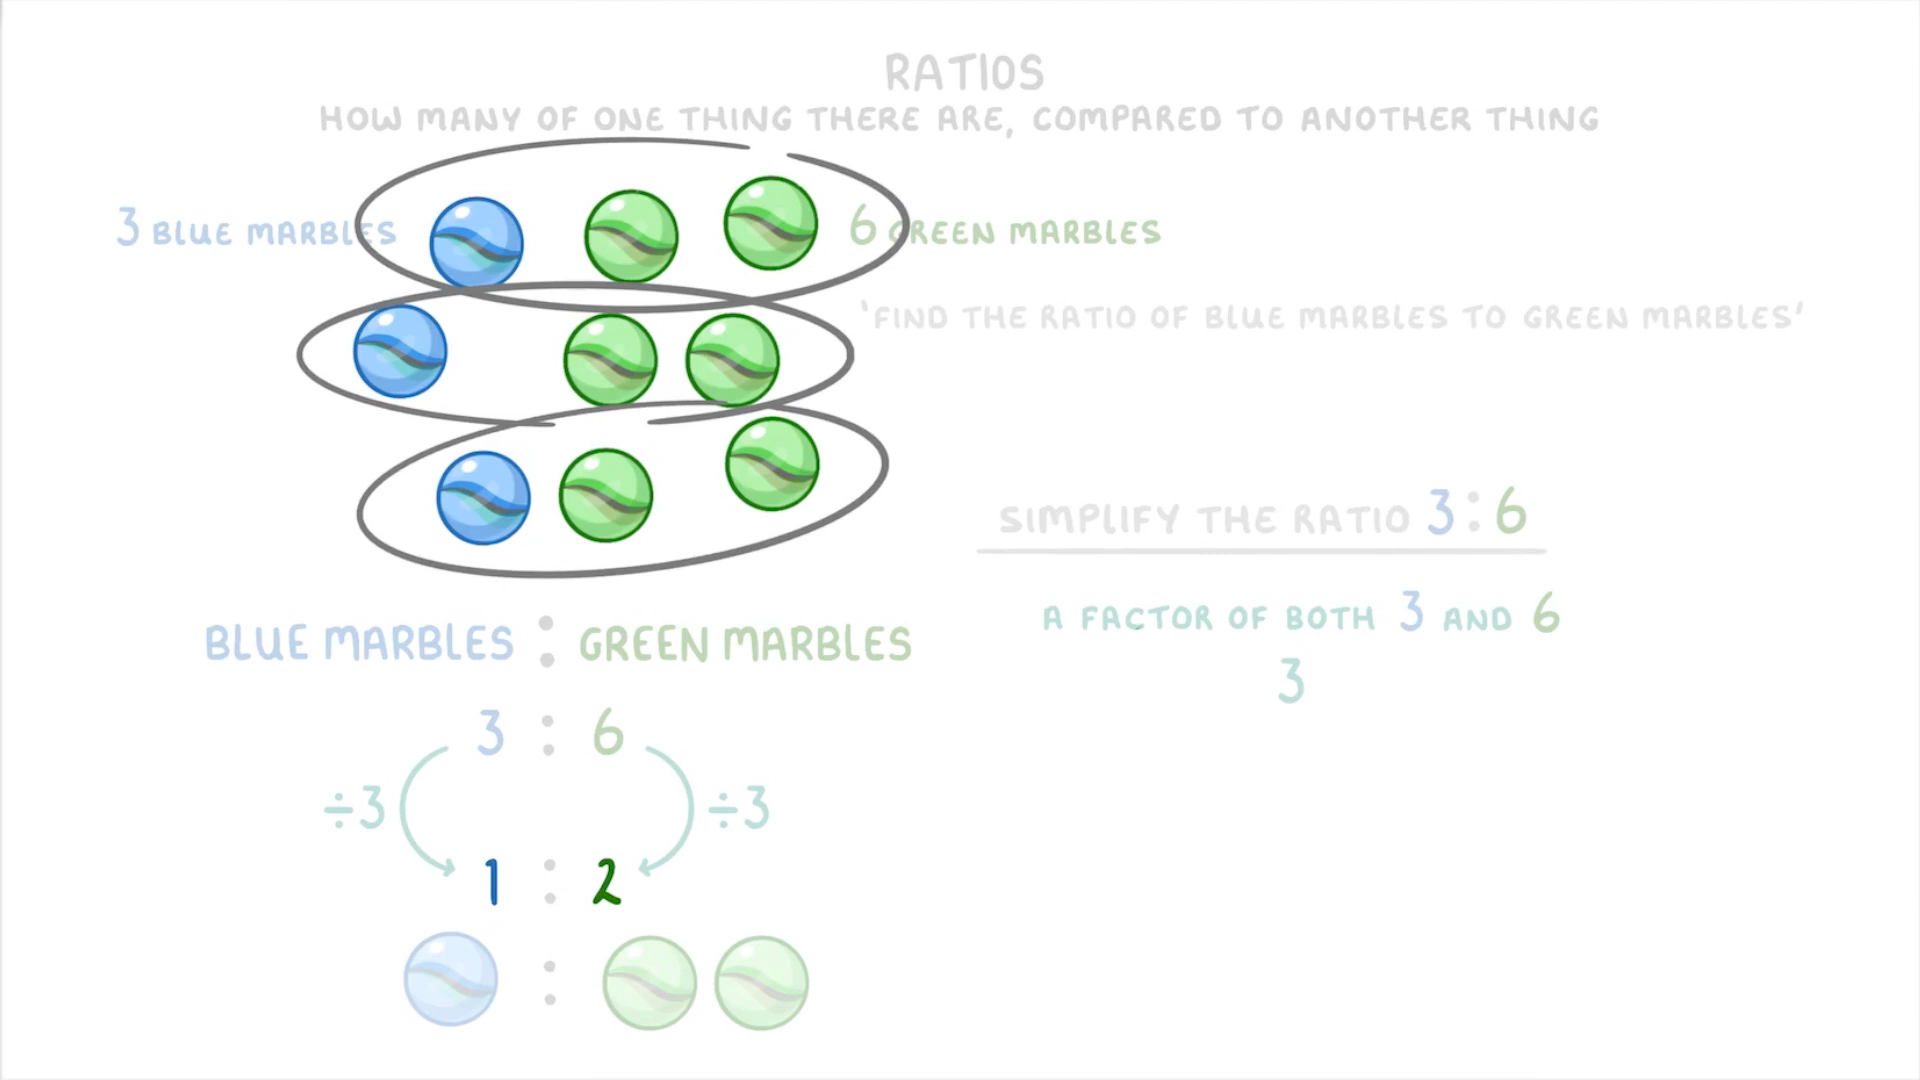 RATIOS
HOW MANY OF ONE THING THERE ARE, COMPARED TO ANOTHER THING
3 BLUE MARBLES
6 GREEN MARBLES
'FIND THE RATIO OF BLUE MARBLES TO GREEN MARBLES'
SIMPLIFY THE RATIO 3:6
A FACTOR OF BOTH 3 AND 6
3
BLUE MARBLES : GREEN MARBLES
3 : 6
÷3 ÷3
1 : 2
: